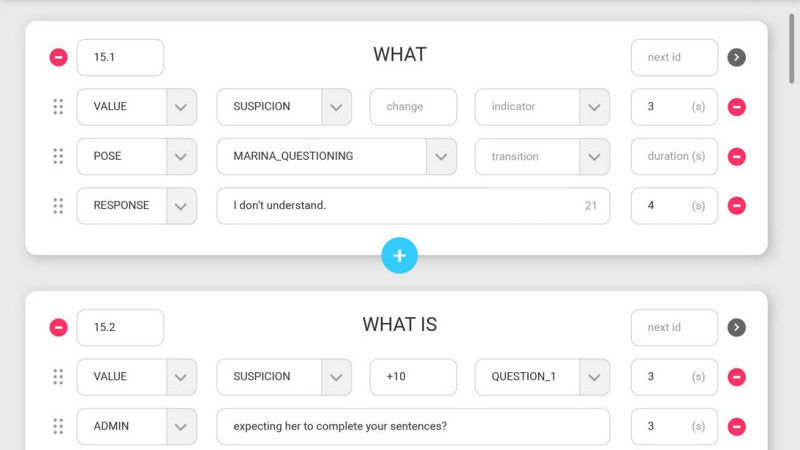 15.1 WHAT next id
VALUE SUSPICION change indicator 3 (s)
POSE MARINA_QUESTIONING transition duration (s)
RESPONSE I don't understand. 21 4 (s)
15.2 WHAT IS next id
VALUE SUSPICION +10 QUESTION_1 3 (s)
ADMIN expecting her to complete your sentences? 3 (s)